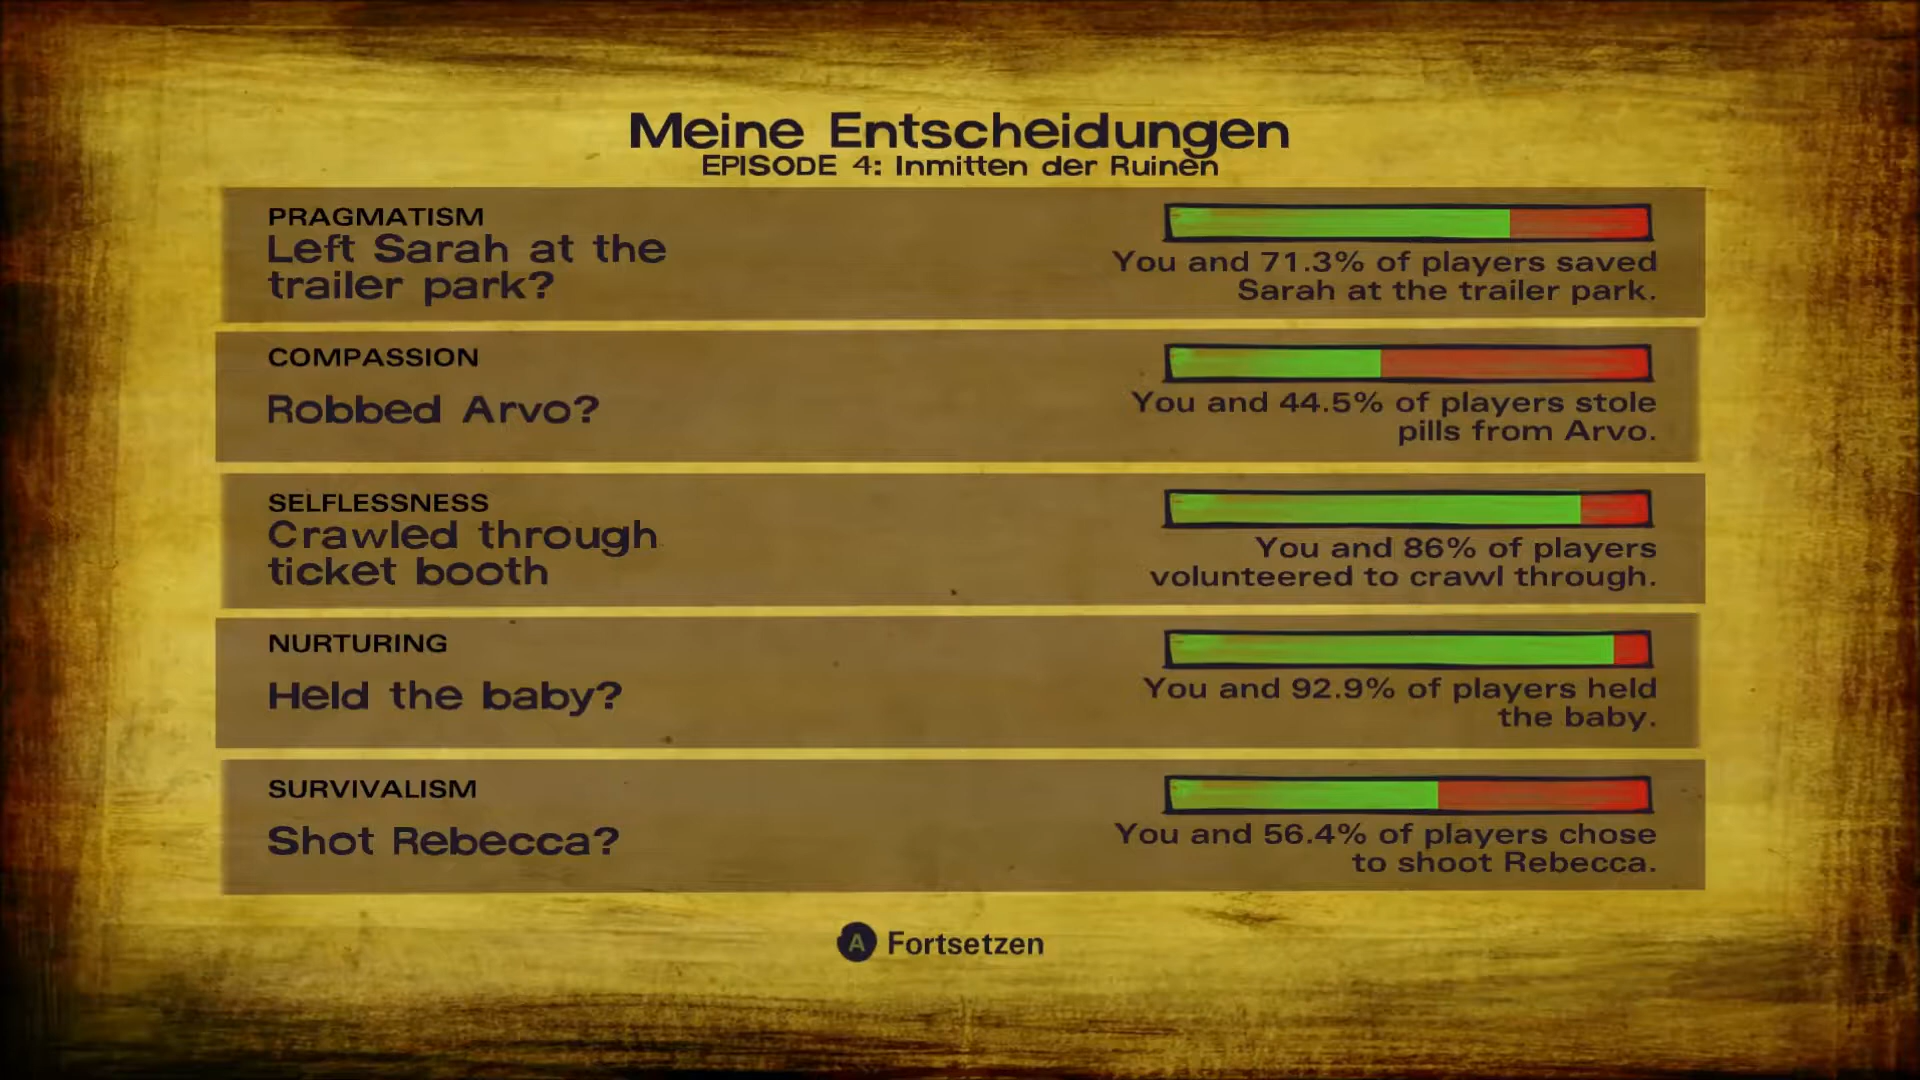 Meine Entscheidungen
EPISODE 4: Inmitten der Ruinen
PRAGMATISM
Left Sarah at the
trailer park?
You and 71.3% of players saved
Sarah at the trailer park.
COMPASSION
Robbed Arvo?
You and 44.5% of players stole
pills from Arvo.
SELFLESSNESS
Crawled through
ticket booth
You and 86% of players
volunteered to crawl through.
NURTURING
Held the baby?
You and 92.9% of players held
the baby.
SURVIVALISM
Shot Rebecca?
You and 56.4% of players chose
to shoot Rebecca.
A Fortsetzen